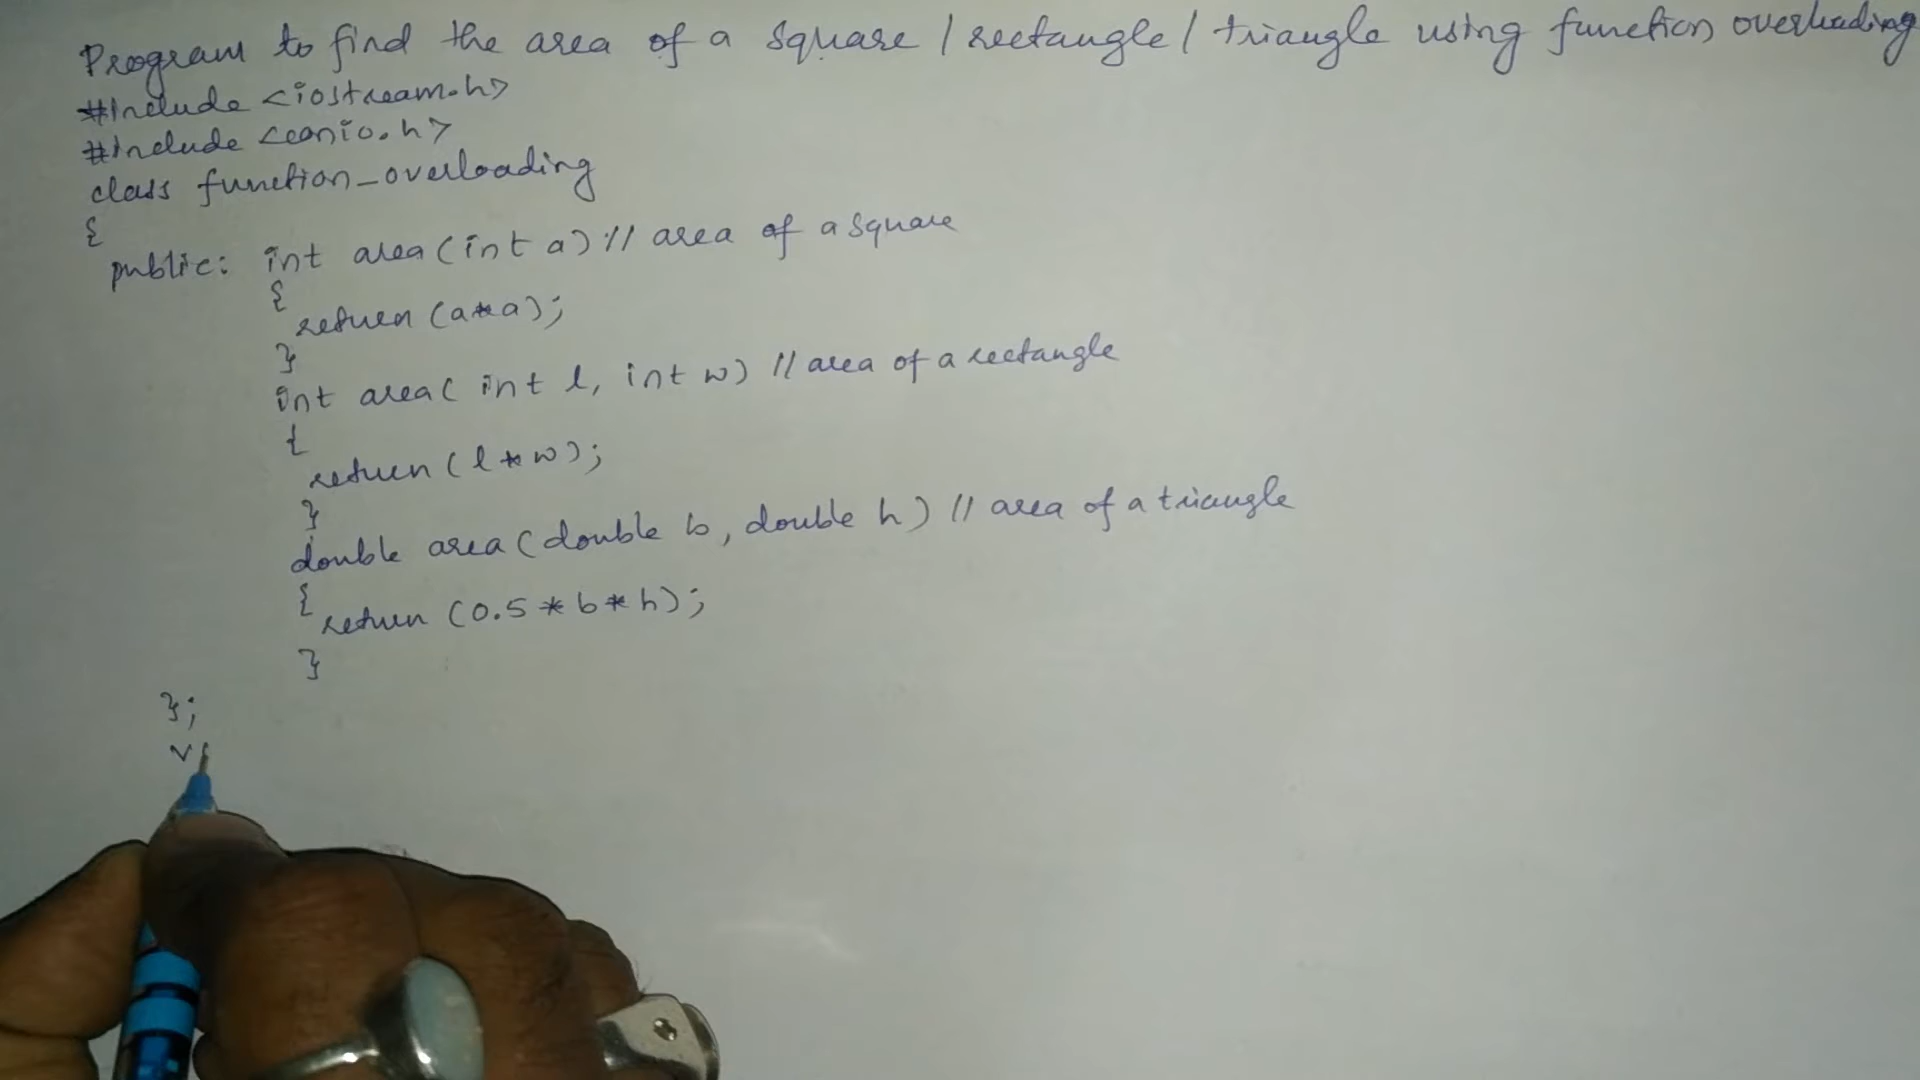 Program to find the area of a square / rectangle / triangle using function overloading
#include <iostream.h>
#include <conio.h>
class function_overloading
{
public: int area(int a) // area of a square
{
return (a*a);
}
int area( int l, int w) // area of a rectangle
{
return (l*w);
}
double area (double b, double h) // area of a triangle
{
return (0.5*b*h);
}
};
v